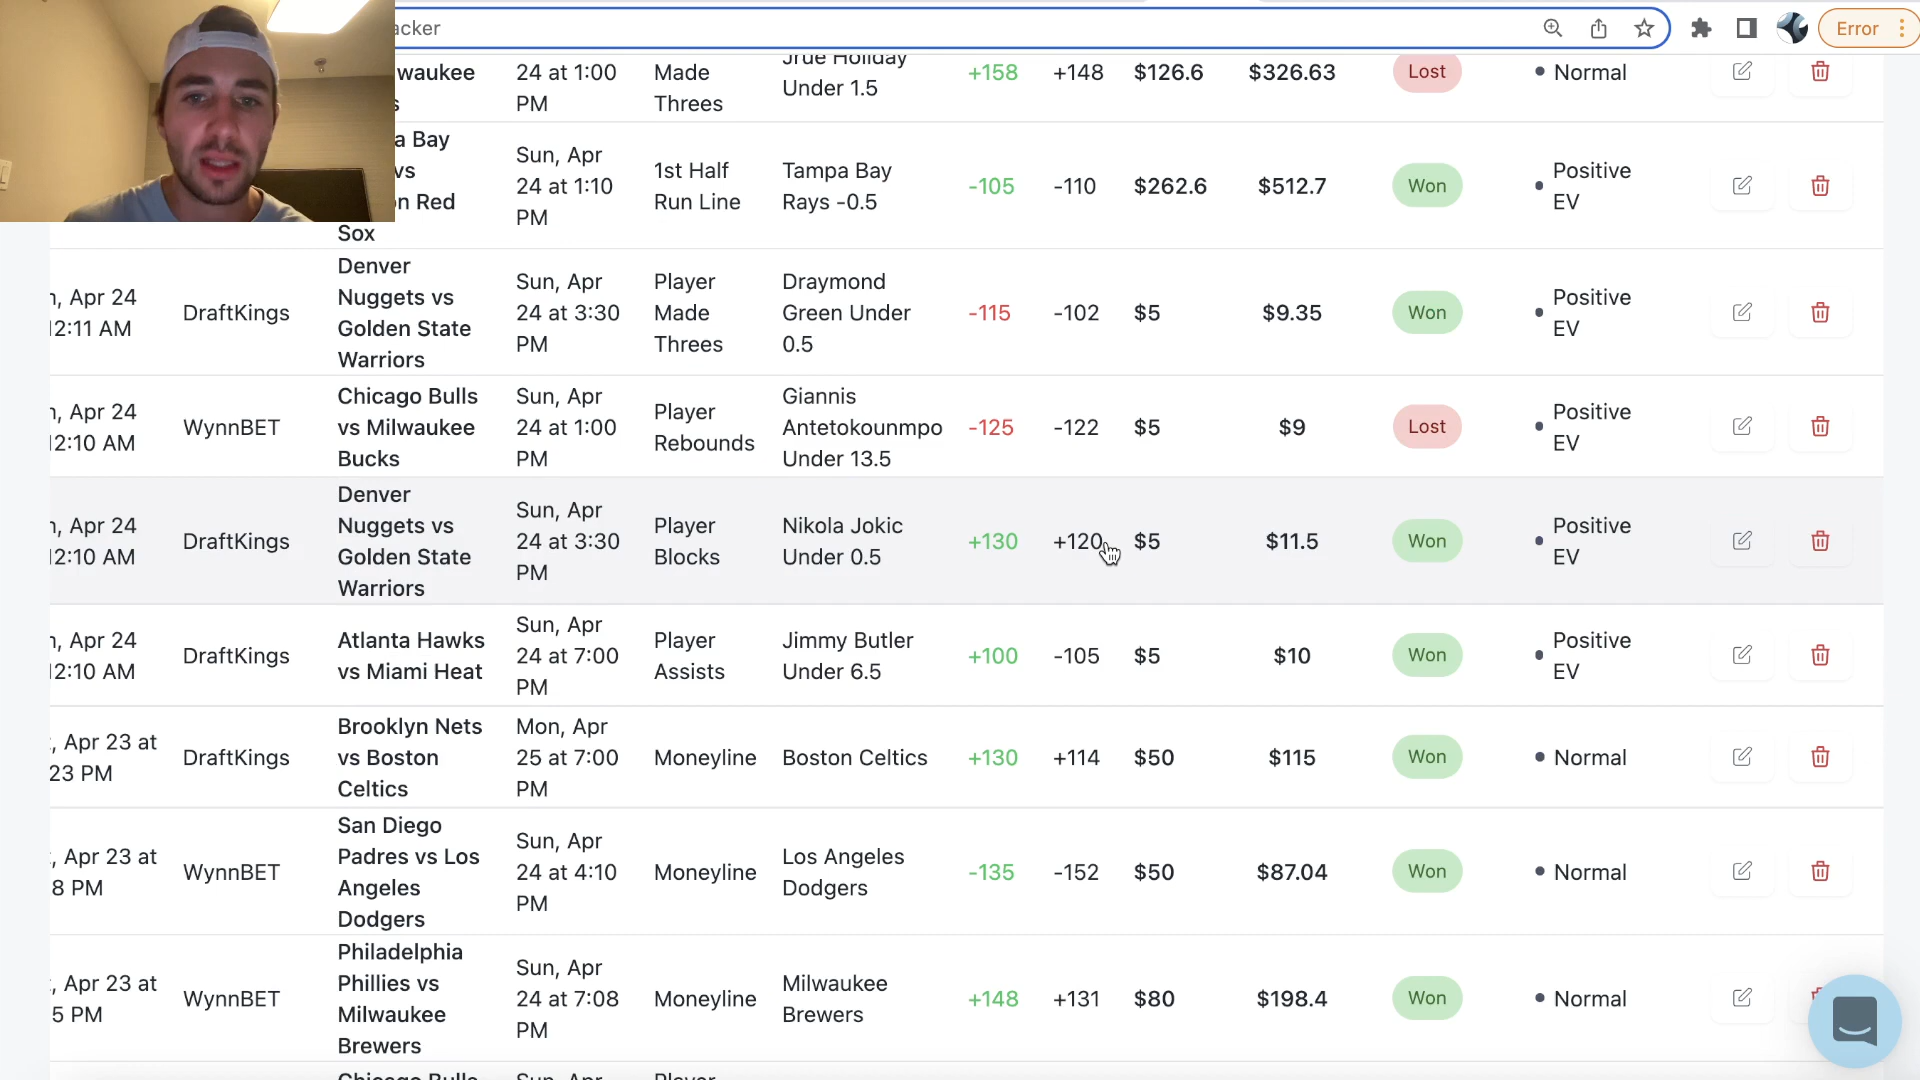 acker
Error
waukee
s
24 at 1:00
PM
Made
Threes
Jrue Holiday
Under 1.5
+158
+148
$126.6
$326.63
Lost
Normal
a Bay
vs
n Red
Sox
Sun, Apr
24 at 1:10
PM
1st Half
Run Line
Tampa Bay
Rays -0.5
-105
-110
$262.6
$512.7
Won
Positive
EV
, Apr 24
12:11 AM
DraftKings
Denver
Nuggets vs
Golden State
Warriors
Sun, Apr
24 at 3:30
PM
Player
Made
Threes
Draymond
Green Under
0.5
-115
-102
$5
$9.35
Won
Positive
EV
, Apr 24
12:10 AM
WynnBET
Chicago Bulls
vs Milwaukee
Bucks
Sun, Apr
24 at 1:00
PM
Player
Rebounds
Giannis
Antetokounmpo
Under 13.5
-125
-122
$5
$9
Lost
Positive
EV
, Apr 24
12:10 AM
DraftKings
Denver
Nuggets vs
Golden State
Warriors
Sun, Apr
24 at 3:30
PM
Player
Blocks
Nikola Jokic
Under 0.5
+130
+120
$5
$11.5
Won
Positive
EV
, Apr 24
12:10 AM
DraftKings
Atlanta Hawks
vs Miami Heat
Sun, Apr
24 at 7:00
PM
Player
Assists
Jimmy Butler
Under 6.5
+100
-105
$5
$10
Won
Positive
EV
, Apr 23 at
23 PM
DraftKings
Brooklyn Nets
vs Boston
Celtics
Mon, Apr
25 at 7:00
PM
Moneyline
Boston Celtics
+130
+114
$50
$115
Won
Normal
, Apr 23 at
8 PM
WynnBET
San Diego
Padres vs Los
Angeles
Dodgers
Sun, Apr
24 at 4:10
PM
Moneyline
Los Angeles
Dodgers
-135
-152
$50
$87.04
Won
Normal
, Apr 23 at
5 PM
WynnBET
Philadelphia
Phillies vs
Milwaukee
Brewers
Sun, Apr
24 at 7:08
PM
Moneyline
Milwaukee
Brewers
+148
+131
$80
$198.4
Won
Normal
Chicago Bulls
Sun, Apr
Player